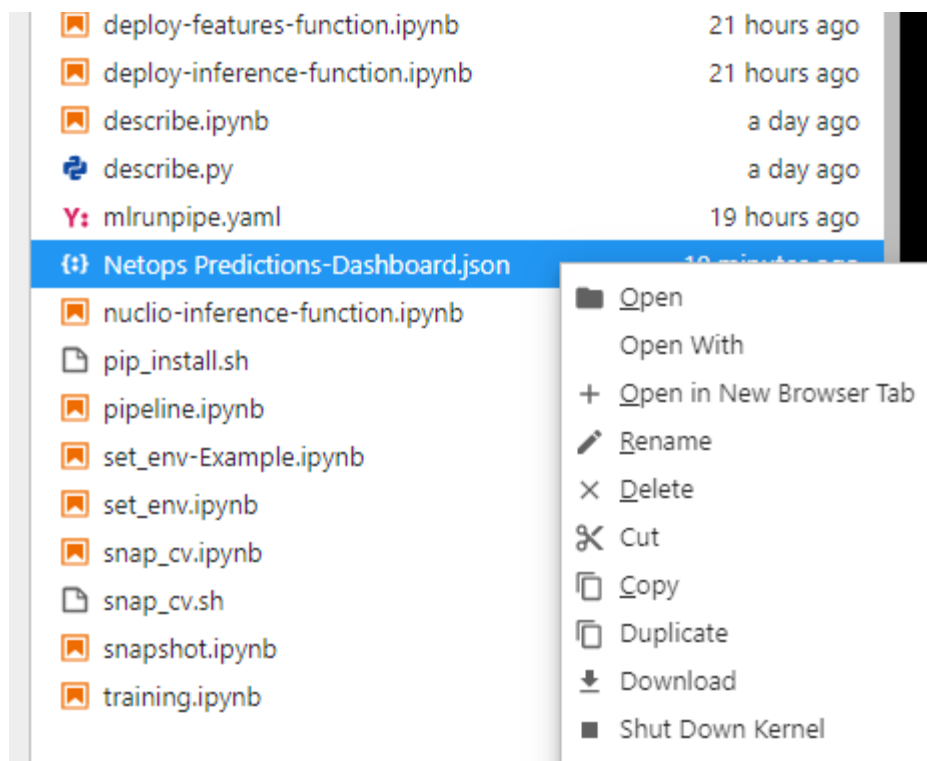 deploy-features-function.ipynb 21 hours ago
deploy-inference-function.ipynb 21 hours ago
describe.ipynb a day ago
describe.py a day ago
Y: mlrunpipe.yaml 19 hours ago
{:} Netops Predictions-Dashboard.json minutes ago
nuclio-inference-function.ipynb
pip_install.sh
pipeline.ipynb
set_env-Example.ipynb
set_env.ipynb
snap_cv.ipynb
snap_cv.sh
snapshot.ipynb
training.ipynb
Open
Open With
Open in New Browser Tab
Rename
Delete
Cut
Copy
Duplicate
Download
Shut Down Kernel